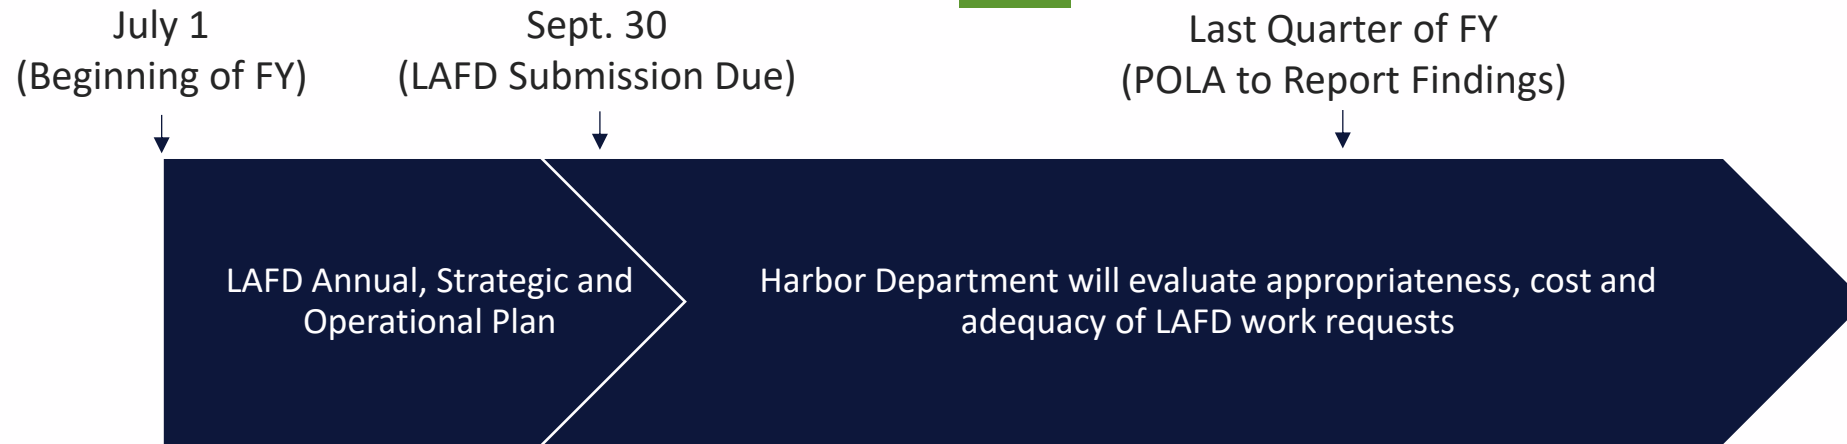 July 1
(Beginning of FY)
Sept. 30
(LAFD Submission Due)
Last Quarter of FY
(POLA to Report Findings)
LAFD Annual, Strategic and
Operational Plan
Harbor Department will evaluate appropriateness, cost and
adequacy of LAFD work requests